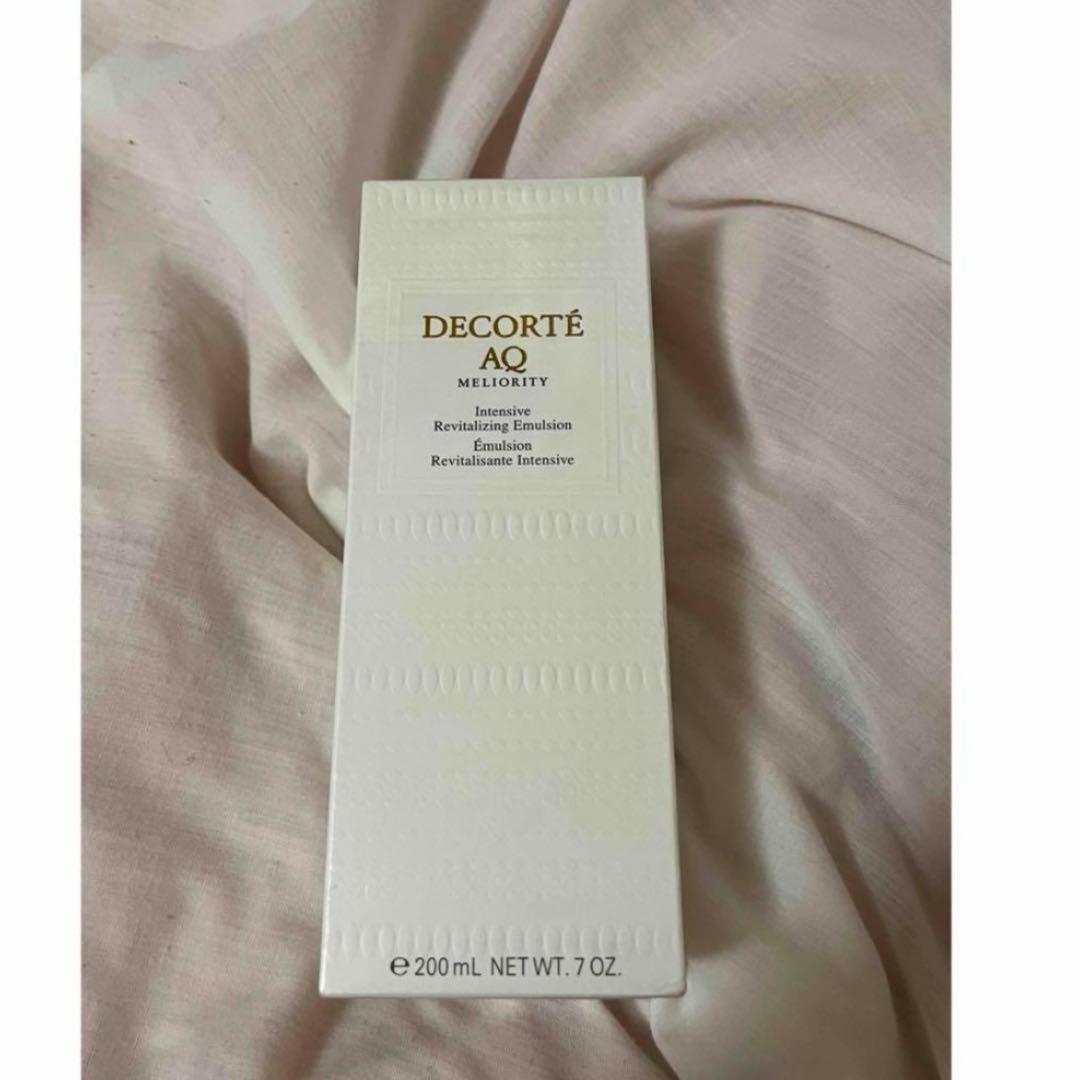 DECORTÉ
AQ
MELIORITY
Intensive
Revitalizing Emulsion
Émulsion
Revitalisante Intensive
℮ 200 mL NET WT. 7 OZ.